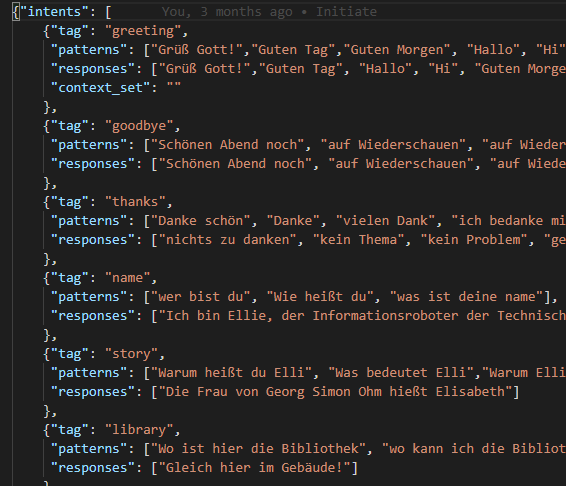 {"intents": [ You, 3 months ago • Initiate
{"tag": "greeting",
"patterns": ["Grüß Gott!","Guten Tag","Guten Morgen", "Hallo", "Hi"
"responses": ["Grüß Gott!","Guten Tag", "Hallo", "Hi", "Guten Morge
"context_set": ""
},
{"tag": "goodbye",
"patterns": ["Schönen Abend noch", "auf Wiederschauen", "auf Wieder
"responses": ["Schönen Abend noch", "auf Wiederschauen", "auf Wiede
},
{"tag": "thanks",
"patterns": ["Danke schön", "Danke", "vielen Dank", "ich bedanke mi
"responses": ["nichts zu danken", "kein Thema", "kein Problem", "ge
},
{"tag": "name",
"patterns": ["wer bist du", "Wie heißt du", "was ist deine name"],
"responses": ["Ich bin Ellie, der Informationsroboter der Technisch
},
{"tag": "story",
"patterns": ["Warum heißt du Elli", "Was bedeutet Elli","Warum Elli
"responses": ["Die Frau von Georg Simon Ohm hießt Elisabeth"]
},
{"tag": "library",
"patterns": ["Wo ist hier die Bibliothek", "wo kann ich die Bibliot
"responses": ["Gleich hier im Gebäude!"]